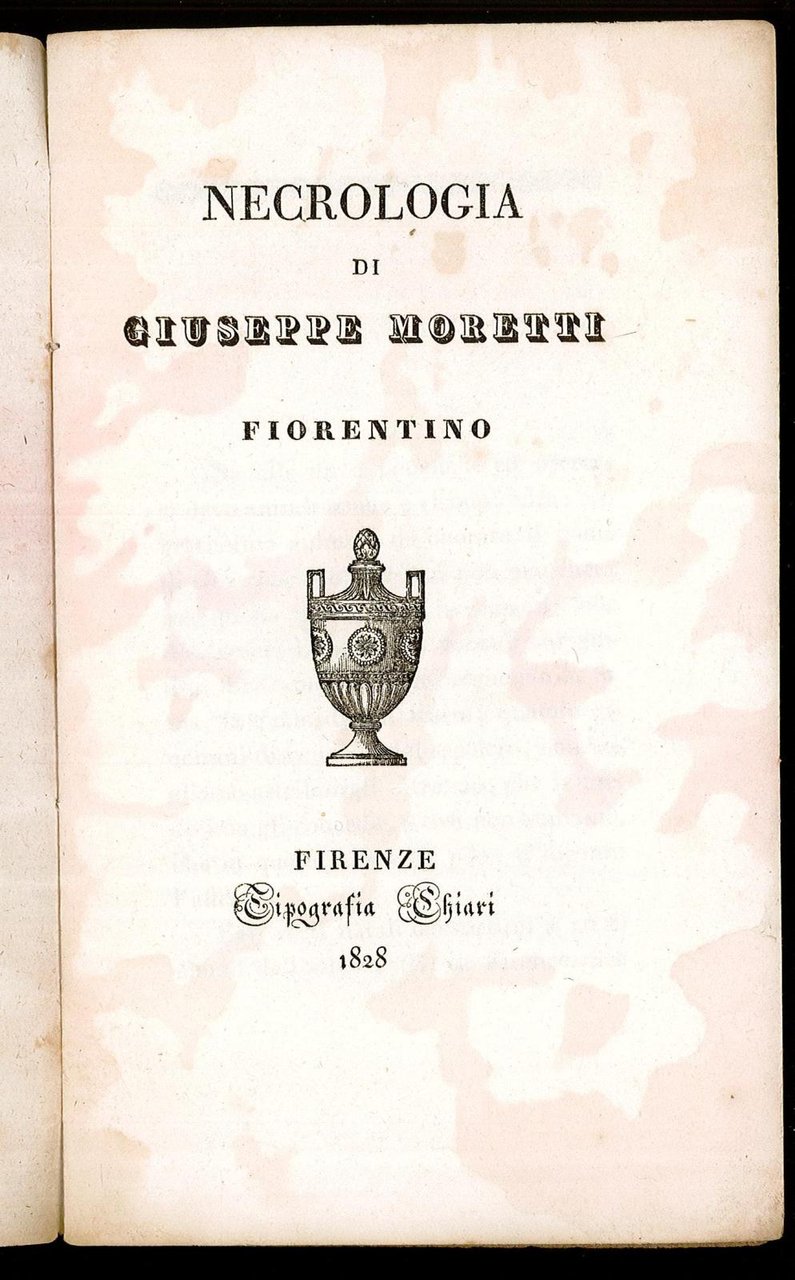 NECROLOGIA
DI
GIUSEPPE MORETTI
FIORENTINO
FIRENZE
Tipografia Chiari
1828